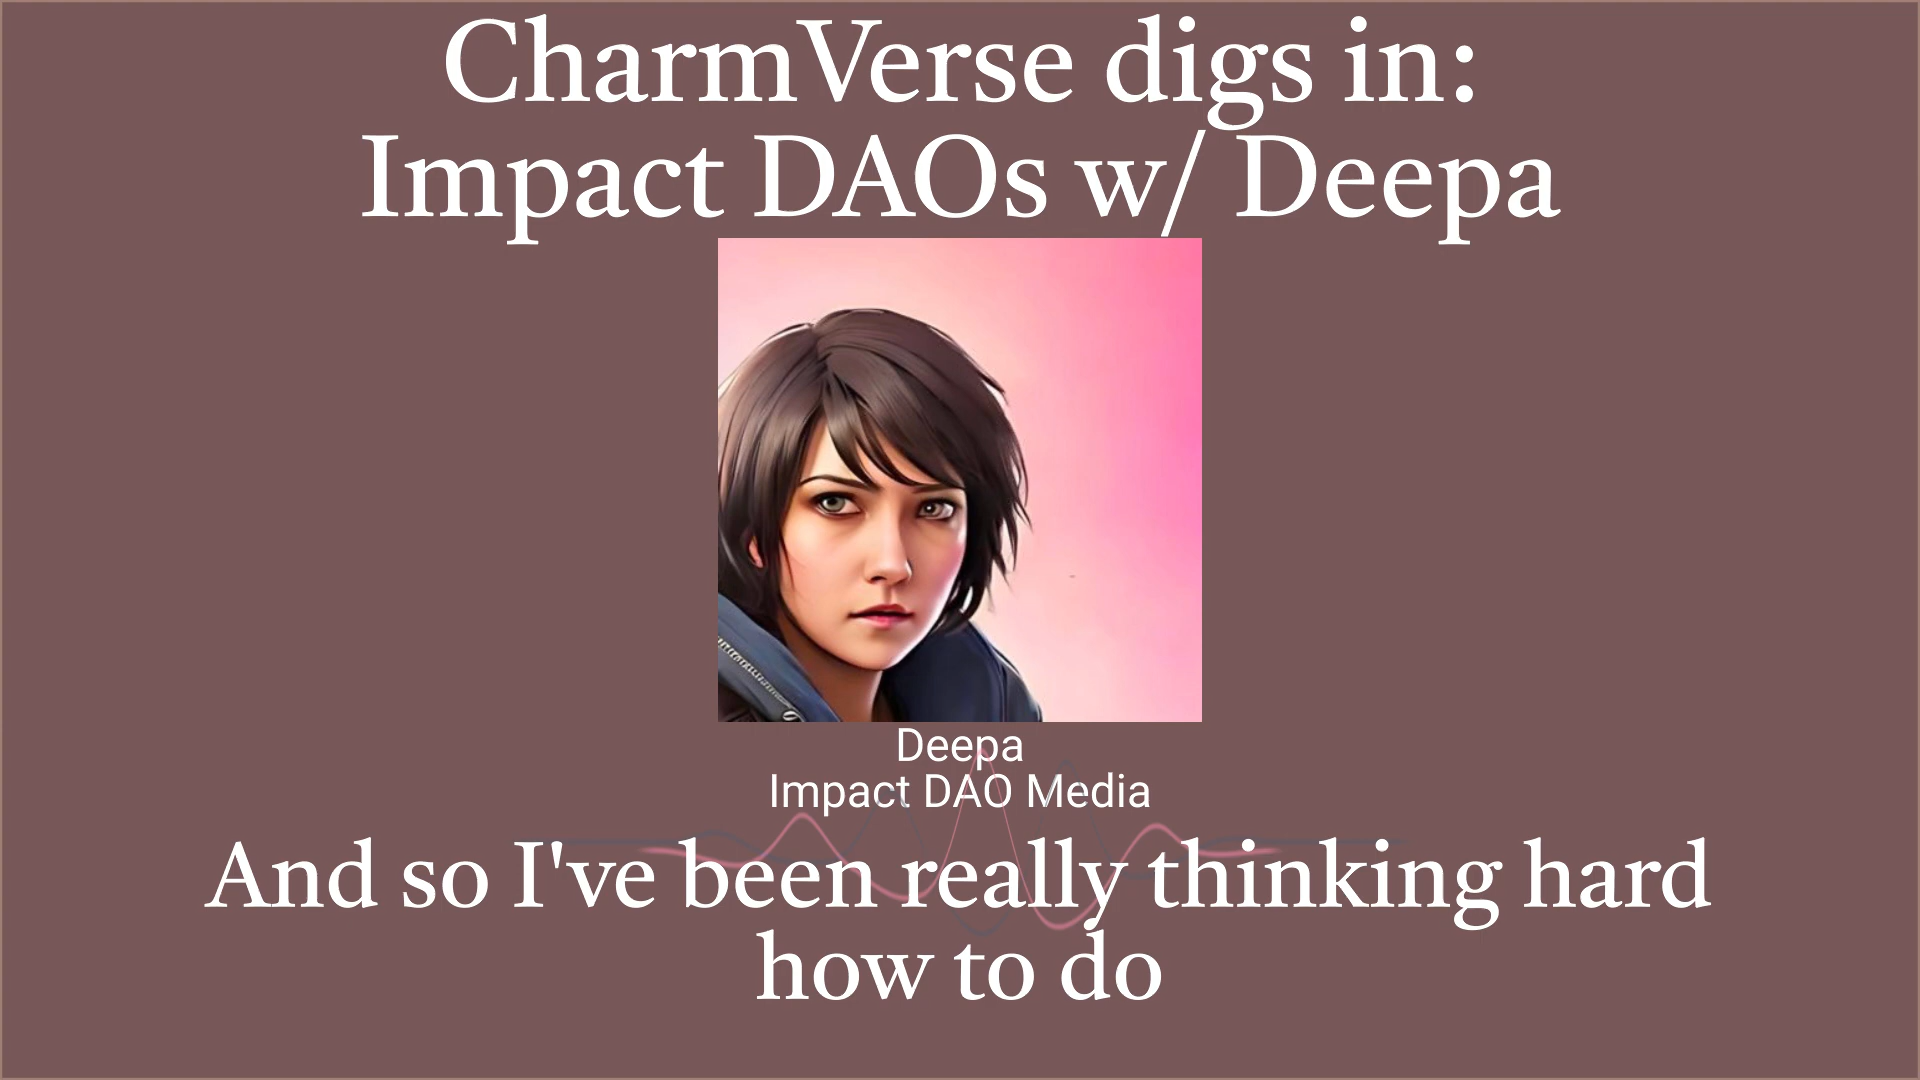 CharmVerse digs in:
Impact DAOs w/ Deepa
Deepa
Impact DAO Media
And so I've been really thinking hard
how to do